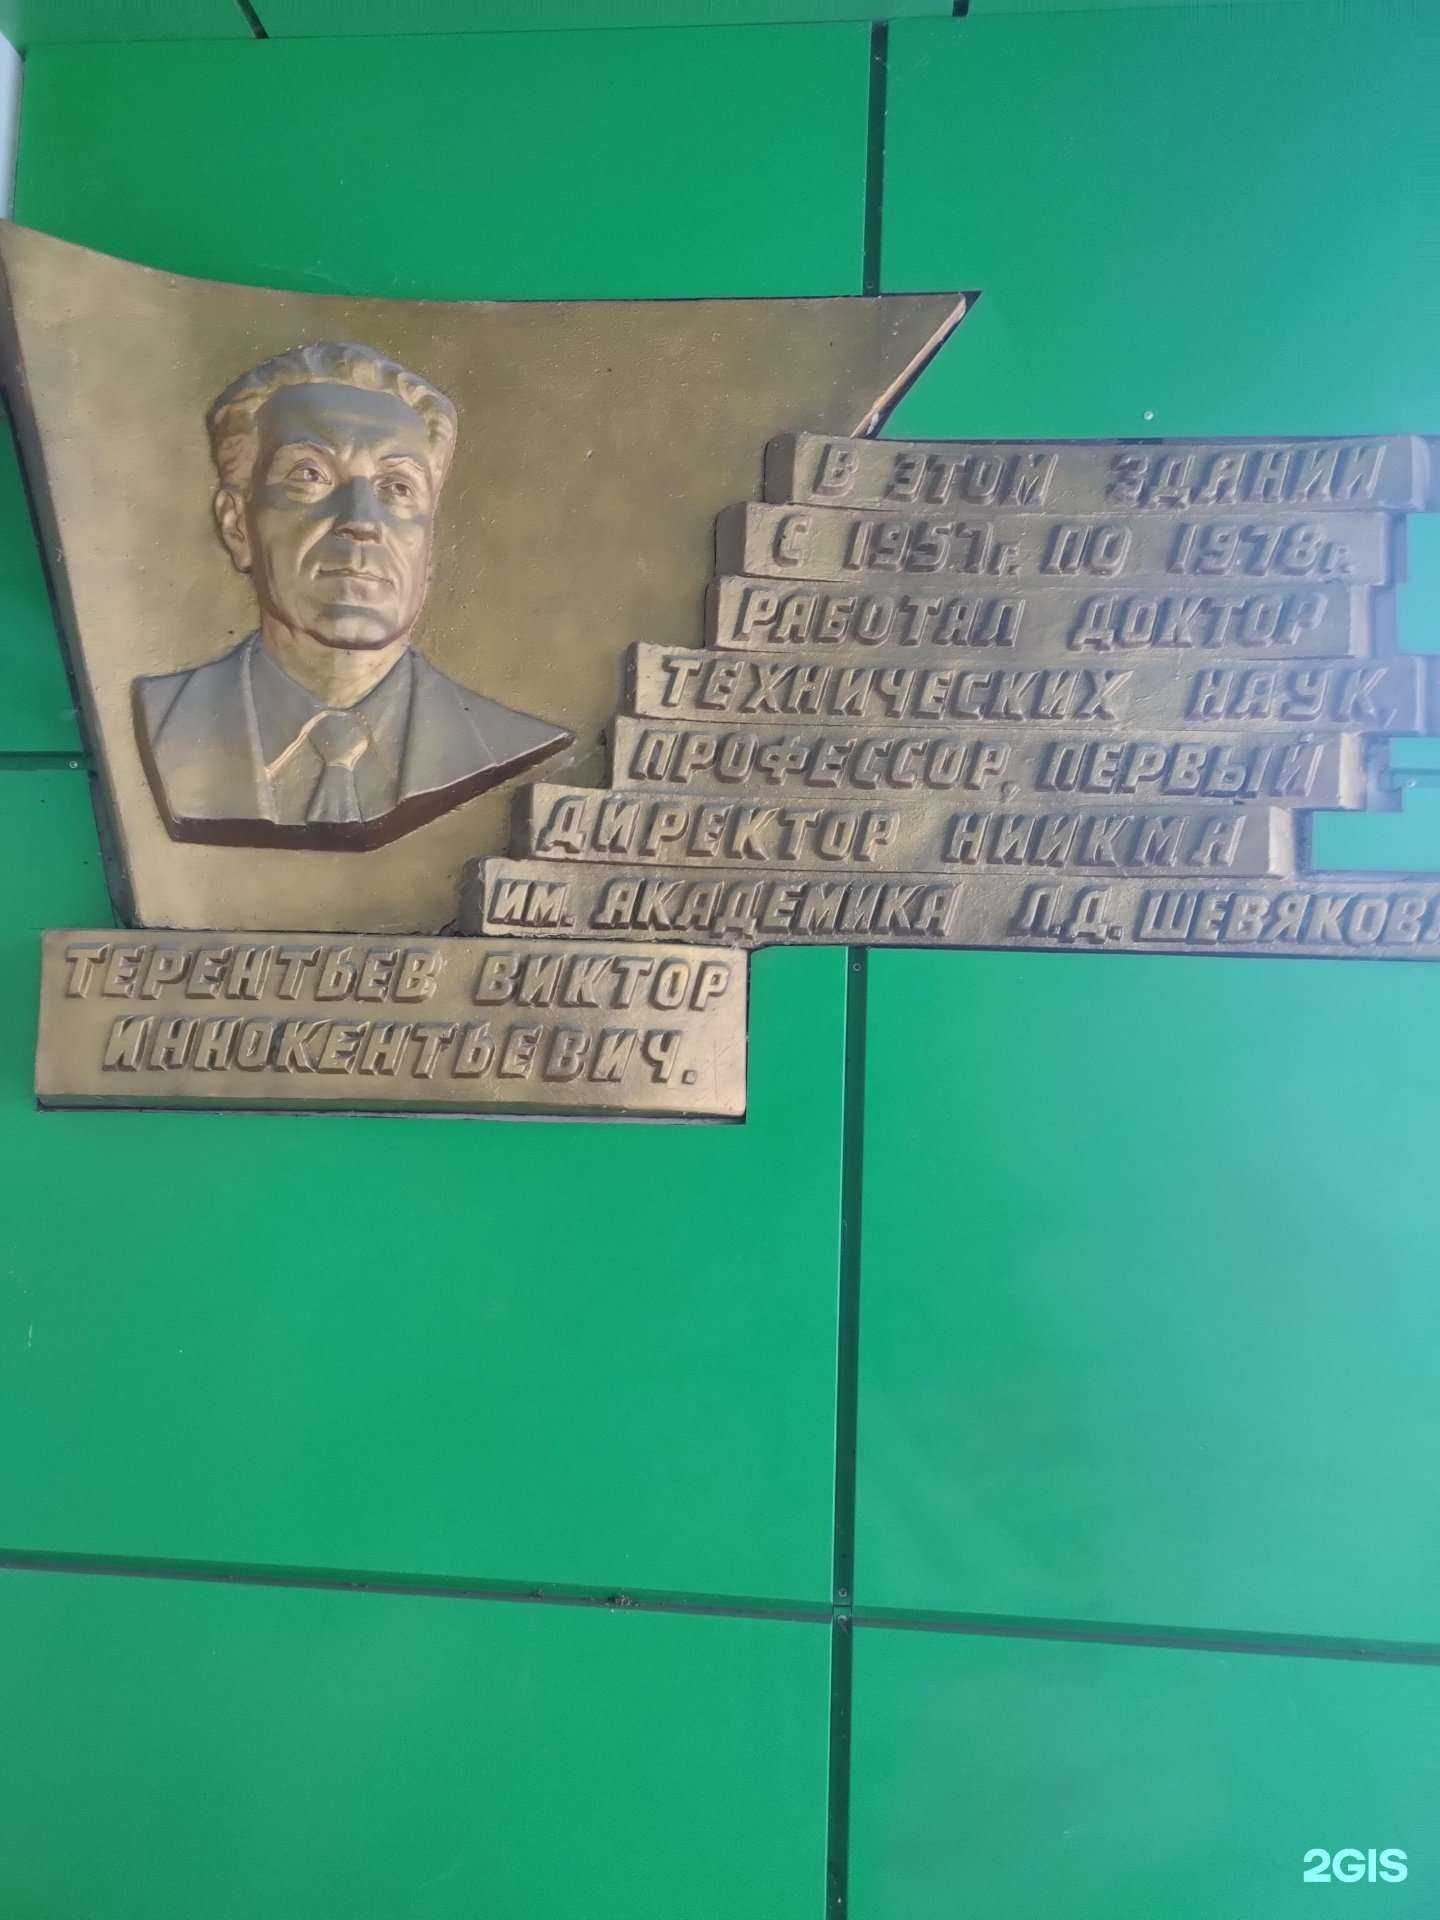 В ЭТОМ ЗДАНИИ
С 1957г. ПО 1978г.
РАБОТАЛ ДОКТОР
ТЕХНИЧЕСКИХ НАУК,
ПРОФЕССОР, ПЕРВЫЙ
ДИРЕКТОР НИИКМА
ИМ. АКАДЕМИКА Л.Д. ШЕВЯКОВА
ТЕРЕНТЬЕВ ВИКТОР
ИННОКЕНТЬЕВИЧ.
2GIS